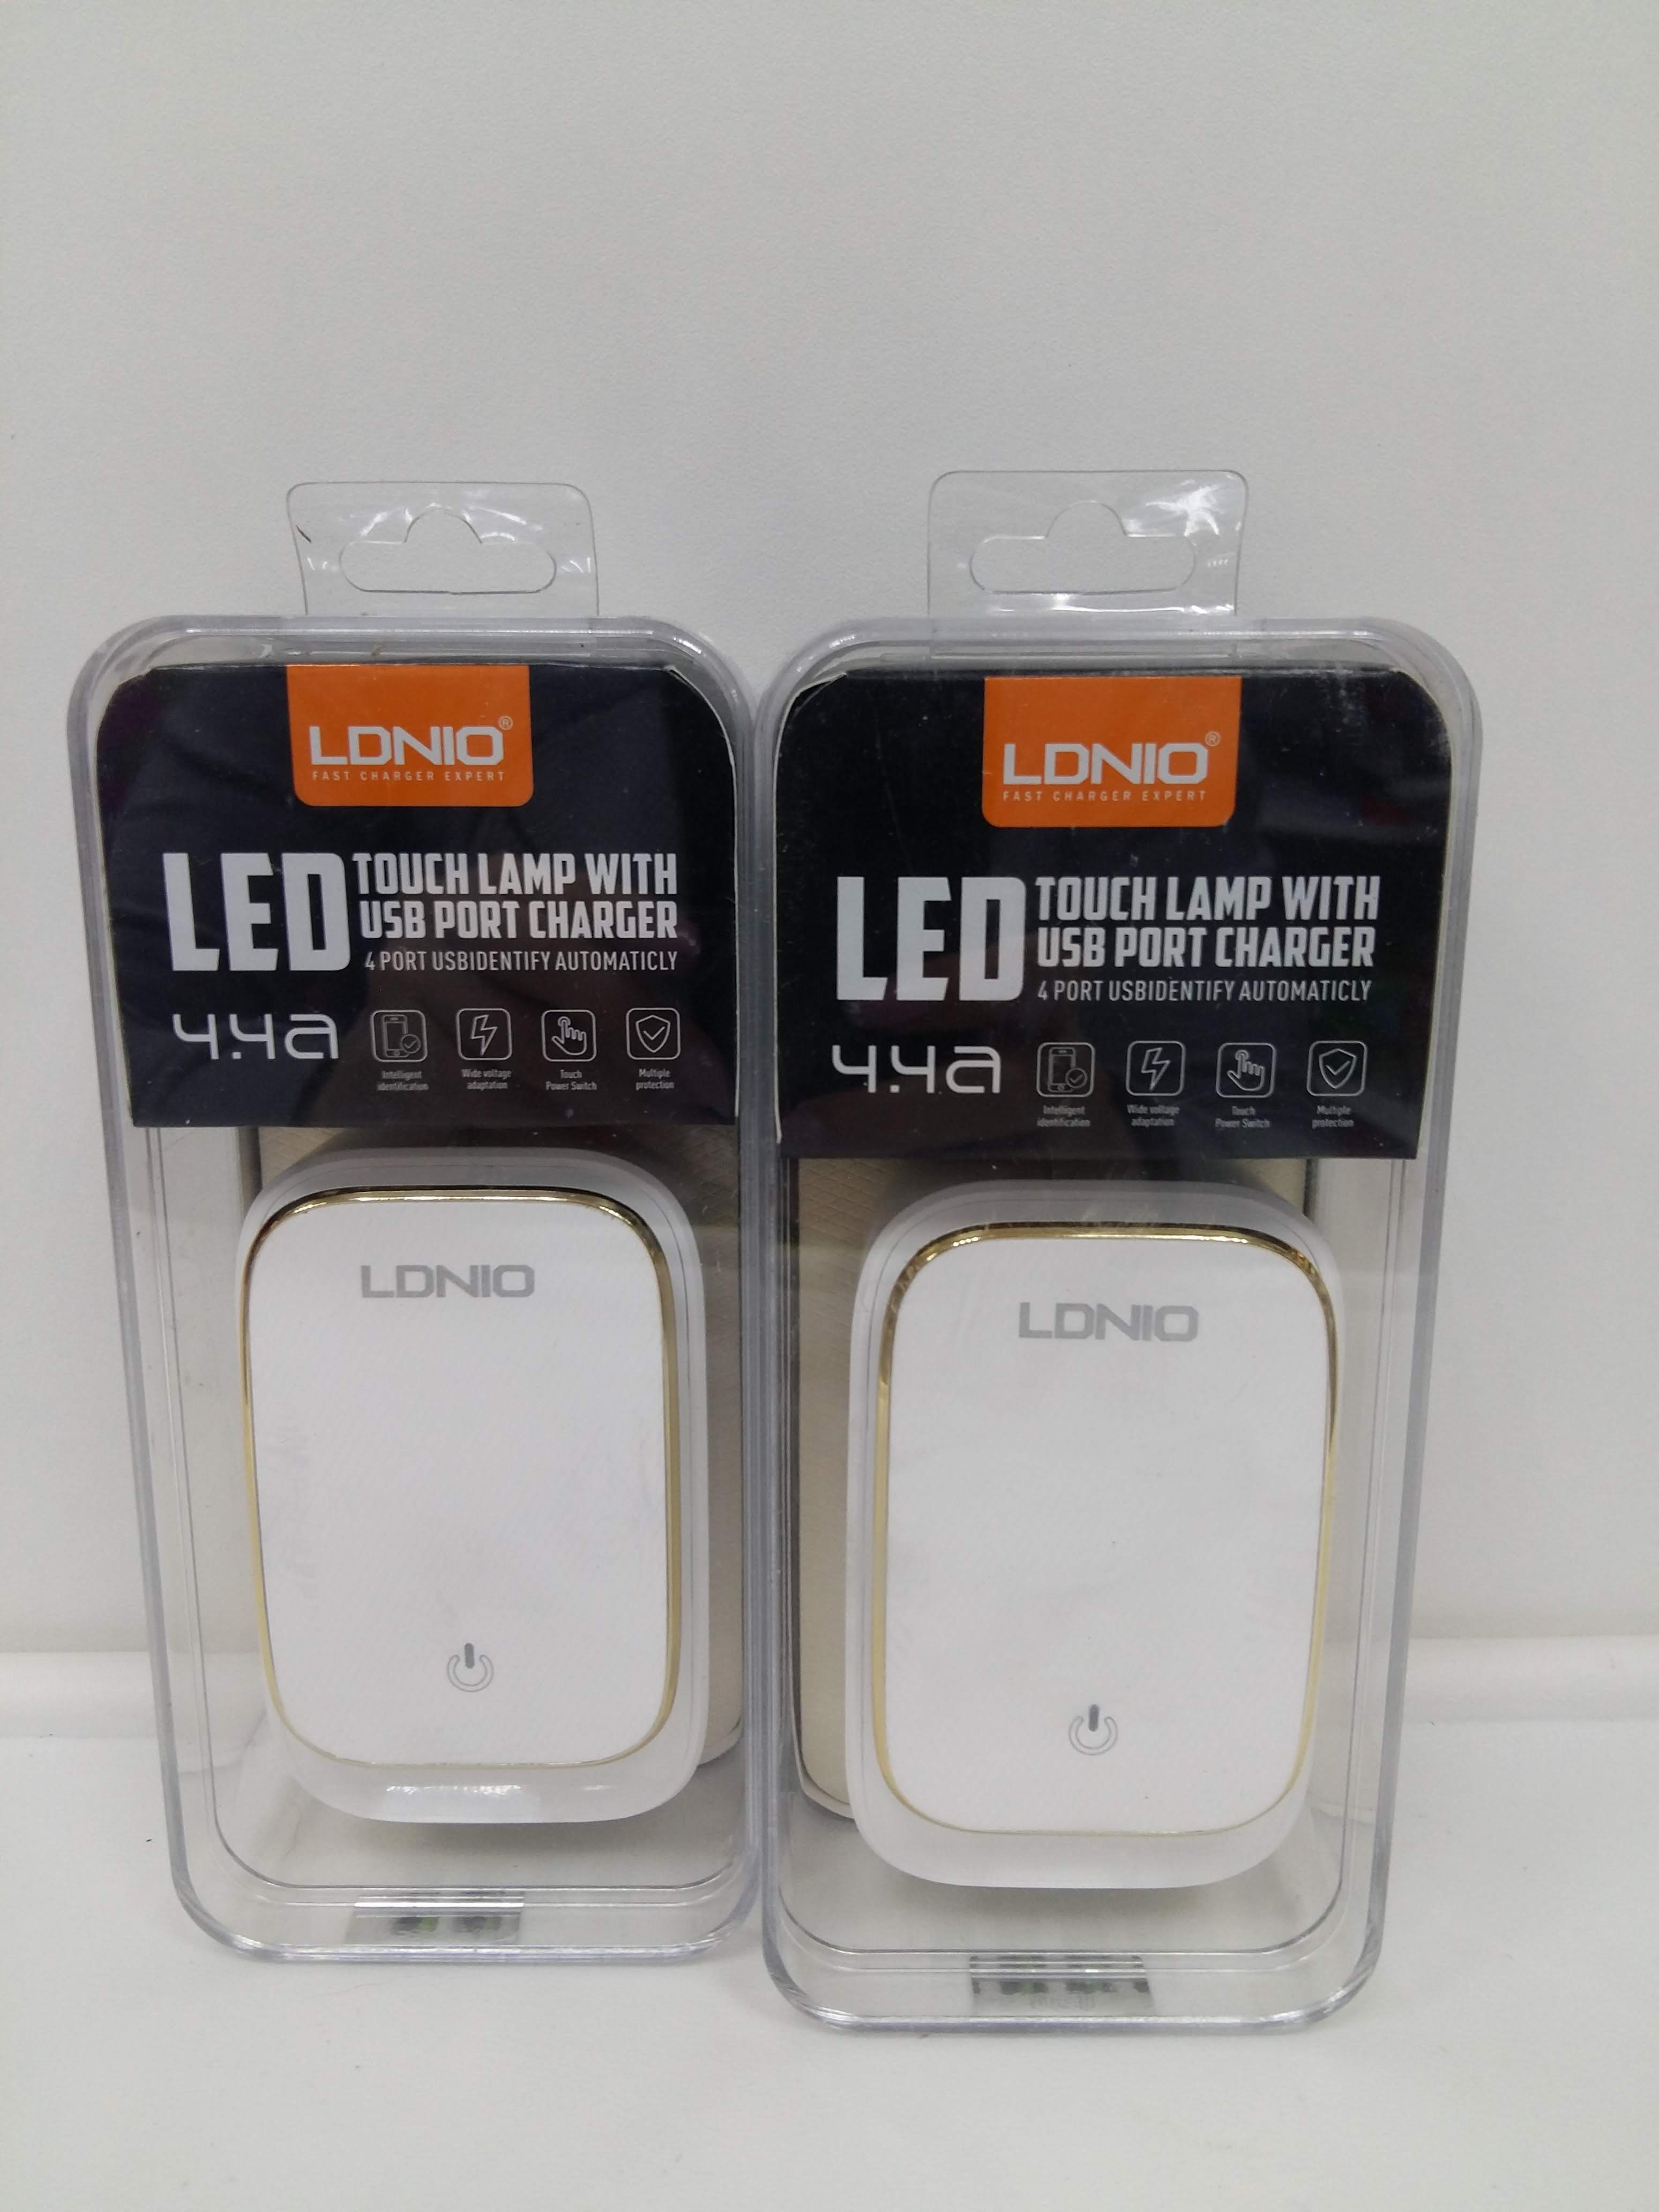 LDNIO®
FAST CHARGER EXPERT
LED
TOUCH LAMP WITH
USB PORT CHARGER
4 PORT USBIDENTIFY AUTOMATICLY
4.4a
Intelligent
identification
Wide voltage
adaptation
Touch
Power Switch
Multiple
protection
LDNIO
LDNIO®
FAST CHARGER EXPERT
LED
TOUCH LAMP WITH
USB PORT CHARGER
4 PORT USBIDENTIFY AUTOMATICLY
4.4a
Intelligent
identification
Wide voltage
adaptation
Touch
Power Switch
Multiple
protection
LDNIO